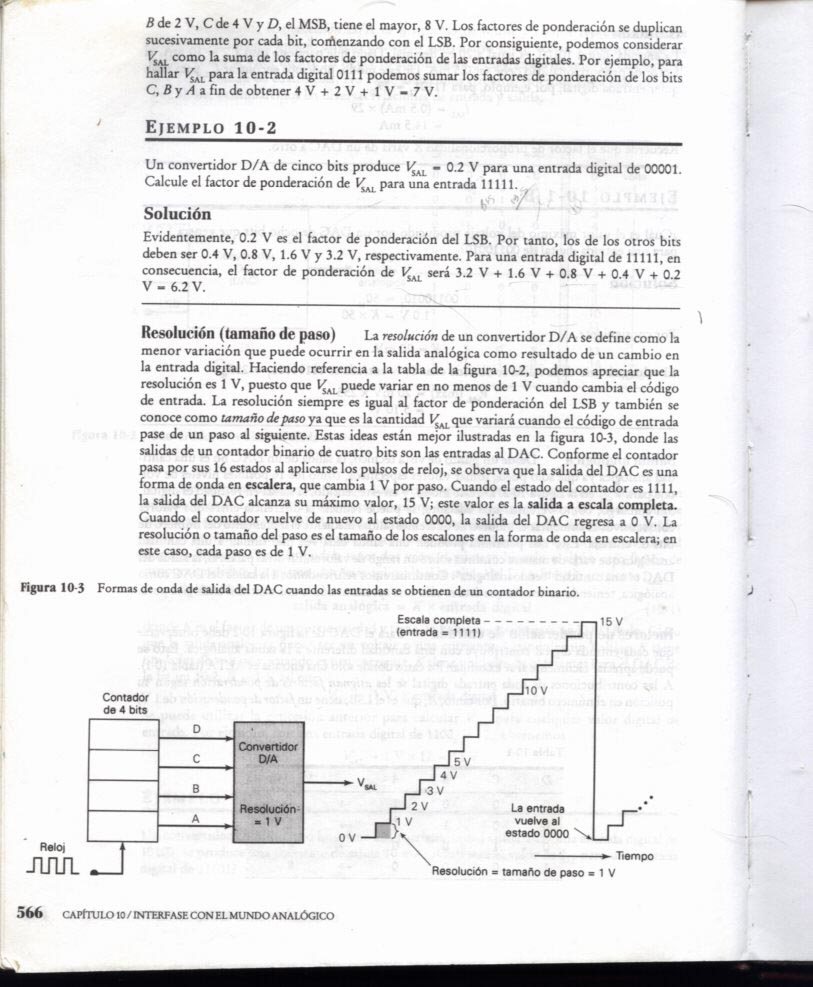 B de 2 V, C de 4 V y D, el MSB, tiene el mayor, 8 V. Los factores de ponderación se duplican
sucesivamente por cada bit, comenzando con el LSB. Por consiguiente, podemos considerar
VSAL como la suma de los factores de ponderación de las entradas digitales. Por ejemplo, para
hallar VSAL para la entrada digital 0111 podemos sumar los factores de ponderación de los bits
C, B y A a fin de obtener 4 V + 2 V + 1 V = 7 V.
EJEMPLO 10-2
Un convertidor D/A de cinco bits produce VSAL = 0.2 V para una entrada digital de 00001.
Calcule el factor de ponderación de VSAL para una entrada 11111.
Solución
Evidentemente, 0.2 V es el factor de ponderación del LSB. Por tanto, los de los otros bits
deben ser 0.4 V, 0.8 V, 1.6 V y 3.2 V, respectivamente. Para una entrada digital de 11111, en
consecuencia, el factor de ponderación de VSAL será 3.2 V + 1.6 V + 0.8 V + 0.4 V + 0.2
V = 6.2 V.
Resolución (tamaño de paso) La resolución de un convertidor D/A se define como la
menor variación que puede ocurrir en la salida analógica como resultado de un cambio en
la entrada digital. Haciendo referencia a la tabla de la figura 10-2, podemos apreciar que la
resolución es 1 V, puesto que VSAL puede variar en no menos de 1 V cuando cambia el código
de entrada. La resolución siempre es igual al factor de ponderación del LSB y también se
conoce como tamaño de paso ya que es la cantidad VSAL que variará cuando el código de entrada
pase de un paso al siguiente. Estas ideas están mejor ilustradas en la figura 10-3, donde las
salidas de un contador binario de cuatro bits son las entradas al DAC. Conforme el contador
pasa por sus 16 estados al aplicarse los pulsos de reloj, se observa que la salida del DAC es una
forma de onda en escalera, que cambia 1 V por paso. Cuando el estado del contador es 1111,
la salida del DAC alcanza su máximo valor, 15 V; este valor es la salida a escala completa.
Cuando el contador vuelve de nuevo al estado 0000, la salida del DAC regresa a 0 V. La
resolución o tamaño del paso es el tamaño de los escalones en la forma de onda en escalera; en
este caso, cada paso es de 1 V.
Figura 10-3 Formas de onda de salida del DAC cuando las entradas se obtienen de un contador binario.
Escala completa
(entrada = 1111)
15 V
10 V
5 V
4 V
3 V
2 V
1 V
0 V
Contador
de 4 bits
D
C
B
A
Convertidor
D/A
Resolución
= 1 V
VSAL
Reloj
La entrada
vuelve al
estado 0000
Tiempo
Resolución = tamaño de paso = 1 V
566 CAPÍTULO 10 / INTERFASE CON EL MUNDO ANALÓGICO